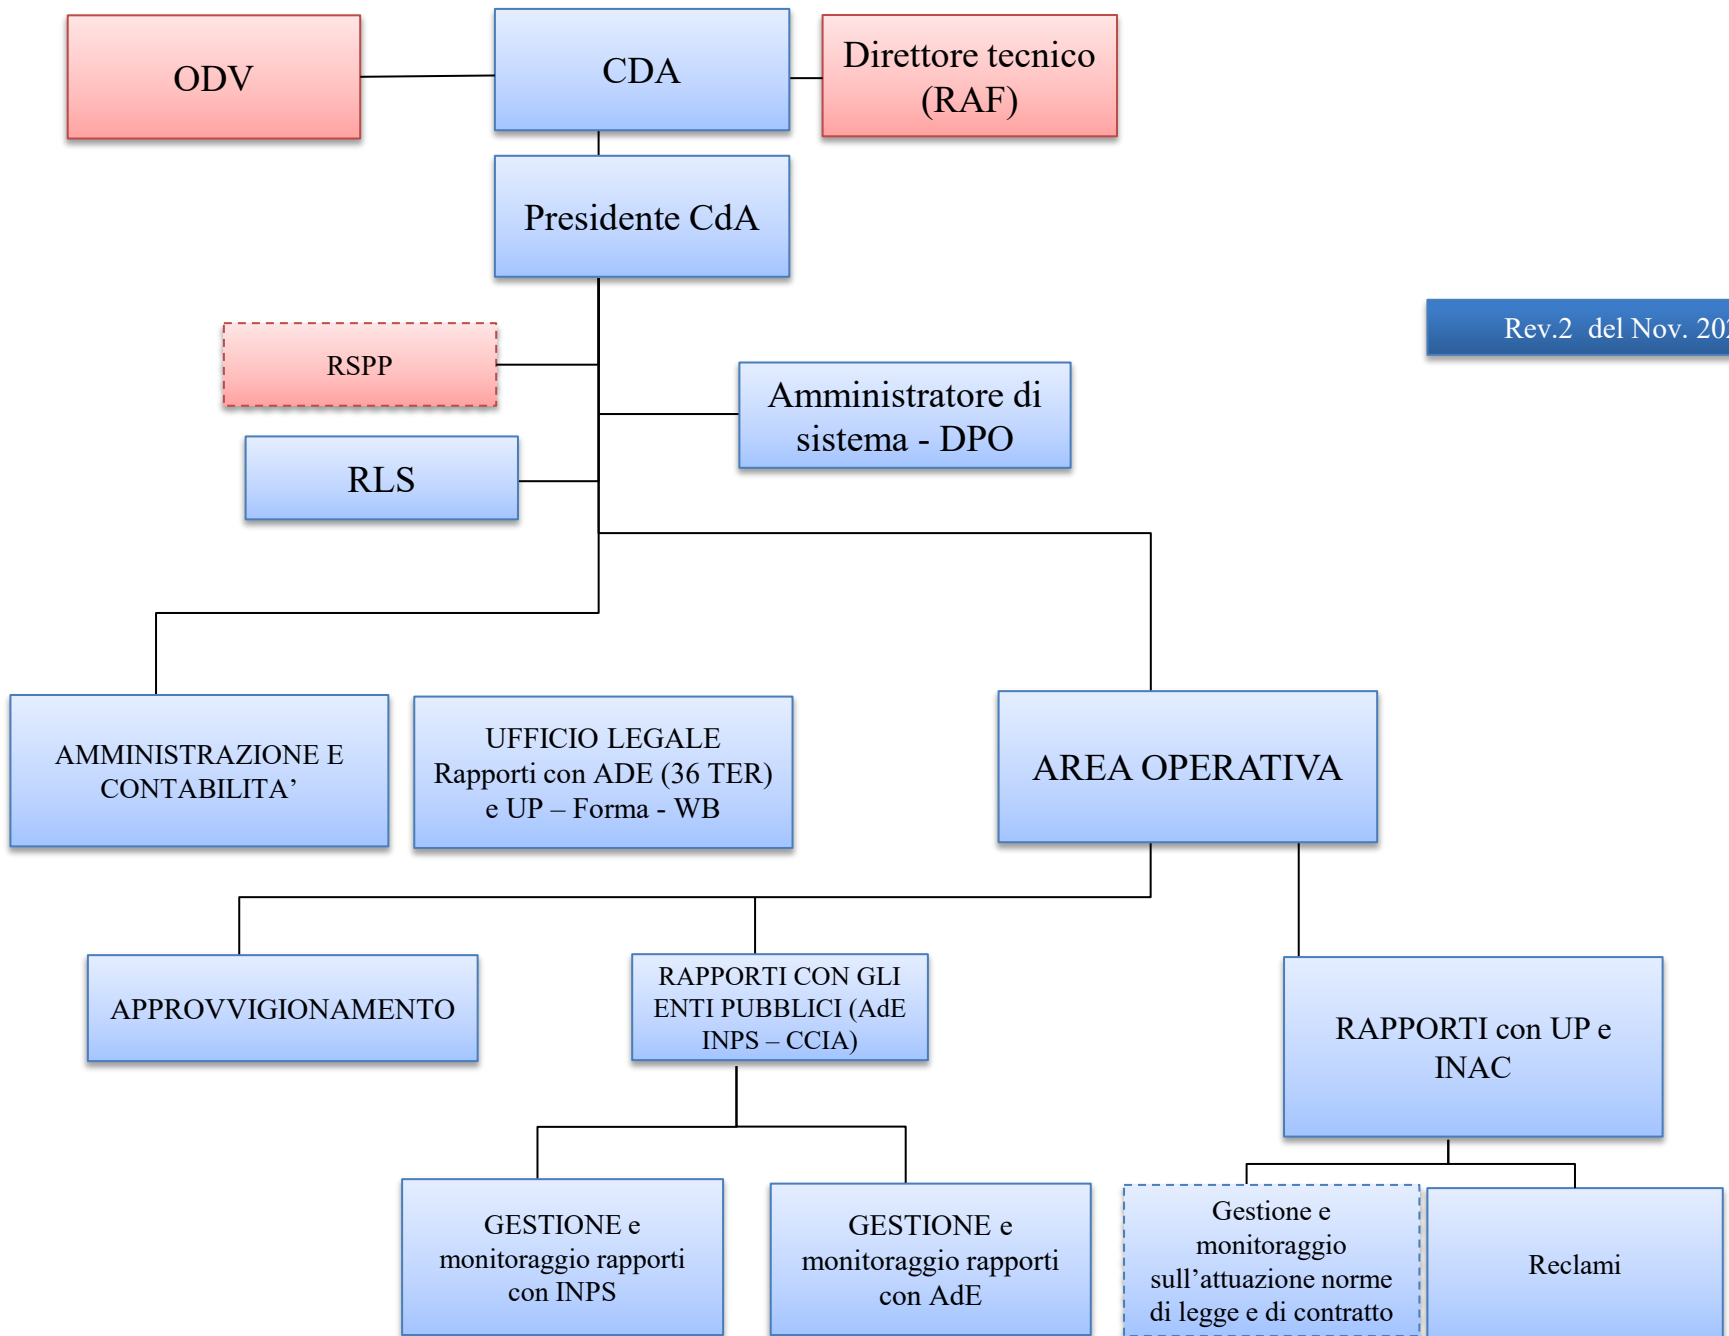 ODV
CDA
Direttore tecnico
(RAF)
Presidente CdA
RSPP
Rev.2 del Nov.
Amministratore di
sistema - DPO
RLS
AMMINISTRAZIONE E
CONTABILITA’
UFFICIO LEGALE
Rapporti con ADE (36 TER)
e UP – Forma - WB
AREA OPERATIVA
APPROVVIGIONAMENTO
RAPPORTI CON GLI
ENTI PUBBLICI (AdE
INPS – CCIA)
RAPPORTI con UP e
INAC
GESTIONE e
monitoraggio rapporti
con INPS
GESTIONE e
monitoraggio rapporti
con AdE
Gestione e
monitoraggio
sull’attuazione norme
di legge e di contratto
Reclami